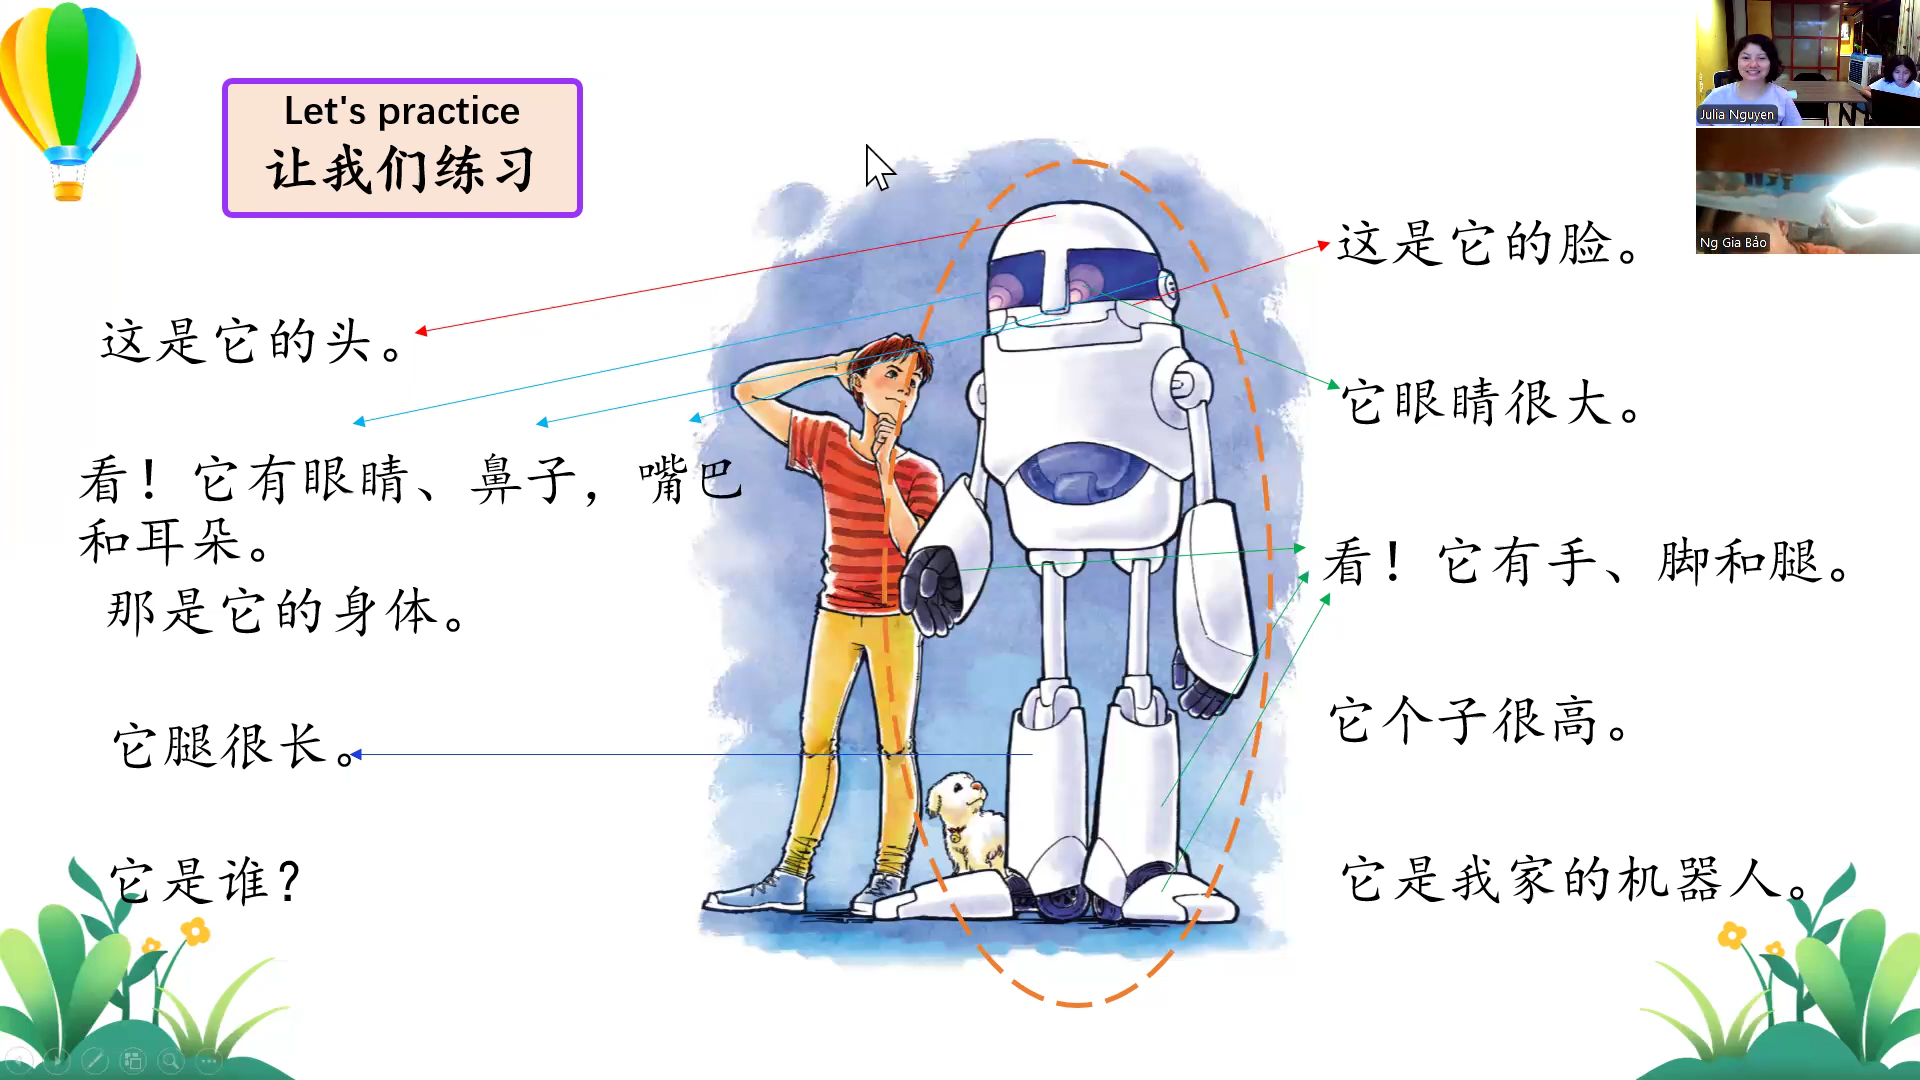 Let's practice
让我们练习
这是它的头。
看！它有眼睛、鼻子，嘴巴
和耳朵。
那是它的身体。
它腿很长。
它是谁？
这是它的脸。
它眼睛很大。
看！它有手、脚和腿。
它个子很高。
它是我家的机器人。
Julia Nguyen
Ng Gia Bảo